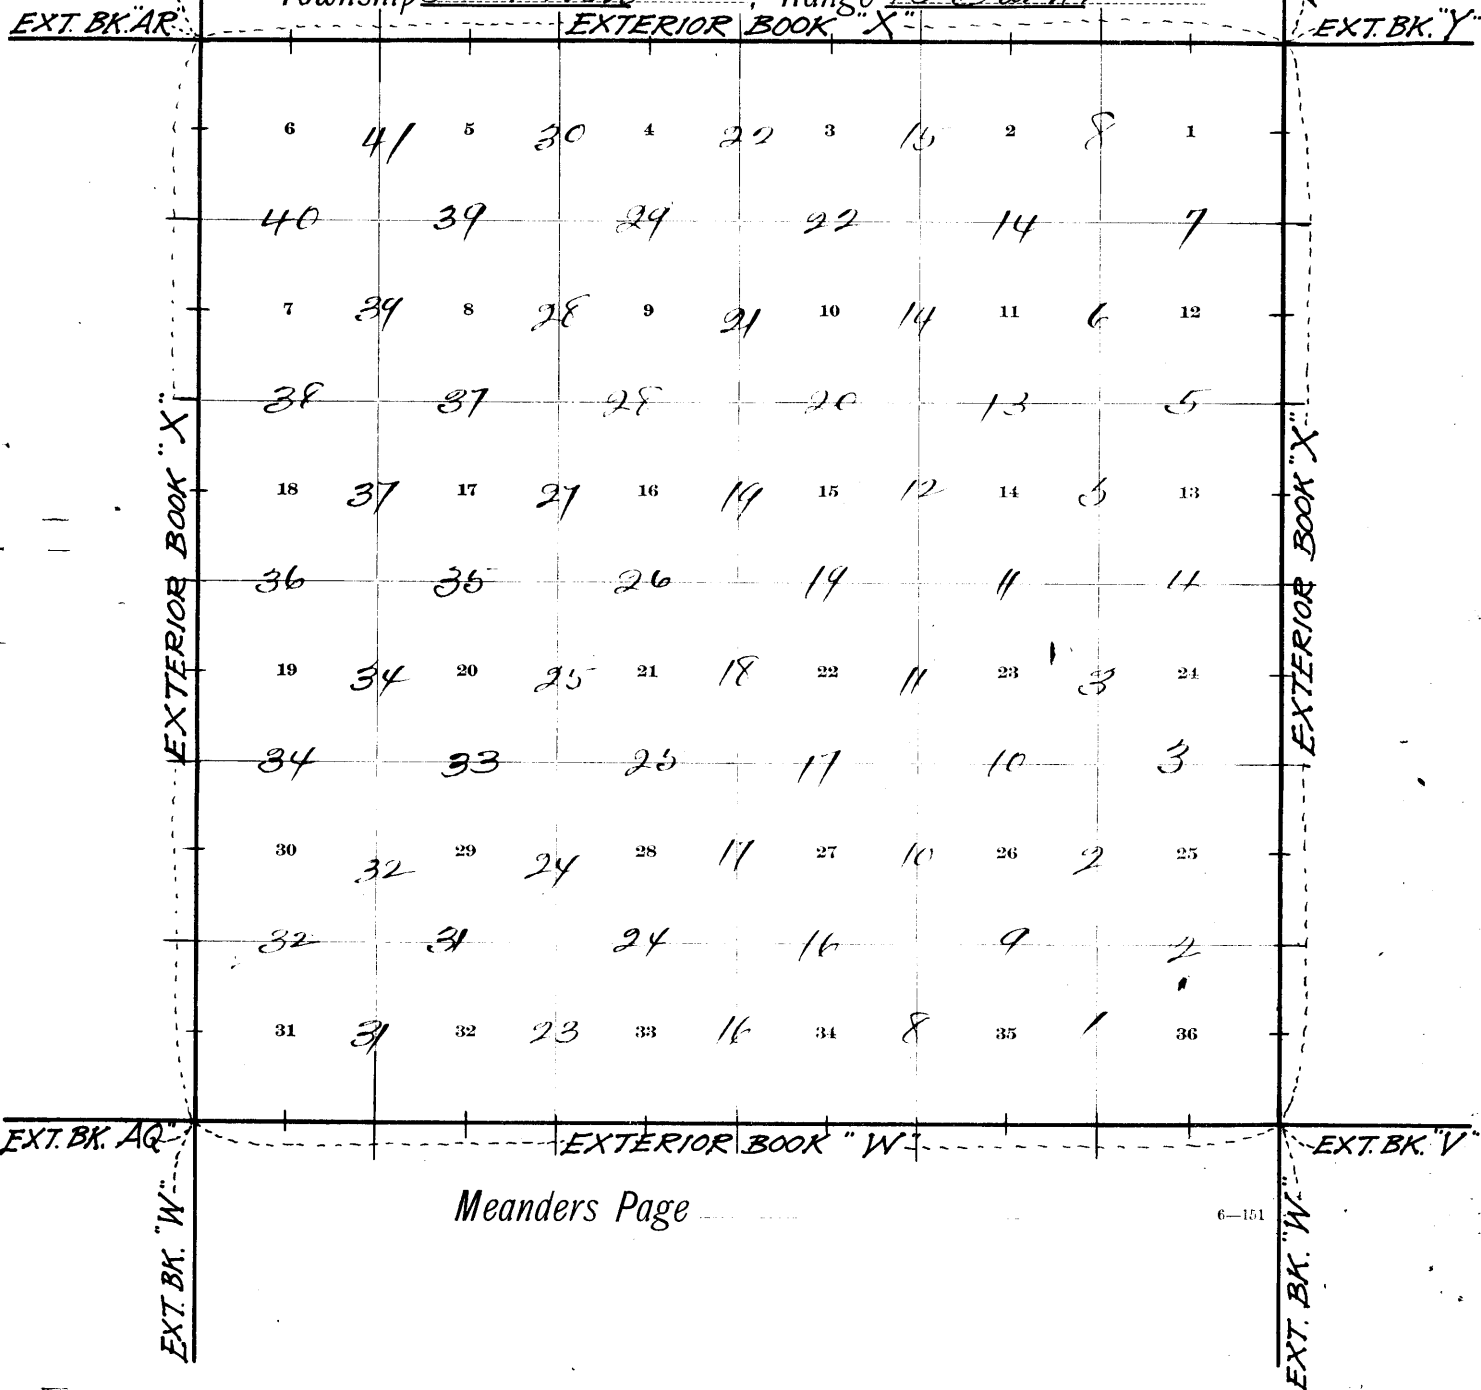 Township , Range
EXT. BK. "AR" EXTERIOR BOOK "X" EXT. BK. "Y"
6 41 5 30 4 22 3 15 2 8 1
40 39 29 22 14 7
7 39 8 28 9 21 10 14 11 6 12
38 37 28 20 13 5
18 37 17 27 16 19 15 12 14 5 13
36 35 26 19 11 4
19 34 20 25 21 18 22 11 23 3 24
34 33 25 17 10 3
30 32 29 24 28 17 27 10 26 2 25
32 31 24 16 9 2
31 31 32 23 33 16 34 8 35 1 36
EXTERIOR BOOK "X"
EXTERIOR BOOK "X"
EXT. BK. AQ" EXTERIOR BOOK "W" EXT. BK. "V"
Meanders Page
6—151
EXT. BK. "W"
EXT. BK. "W"